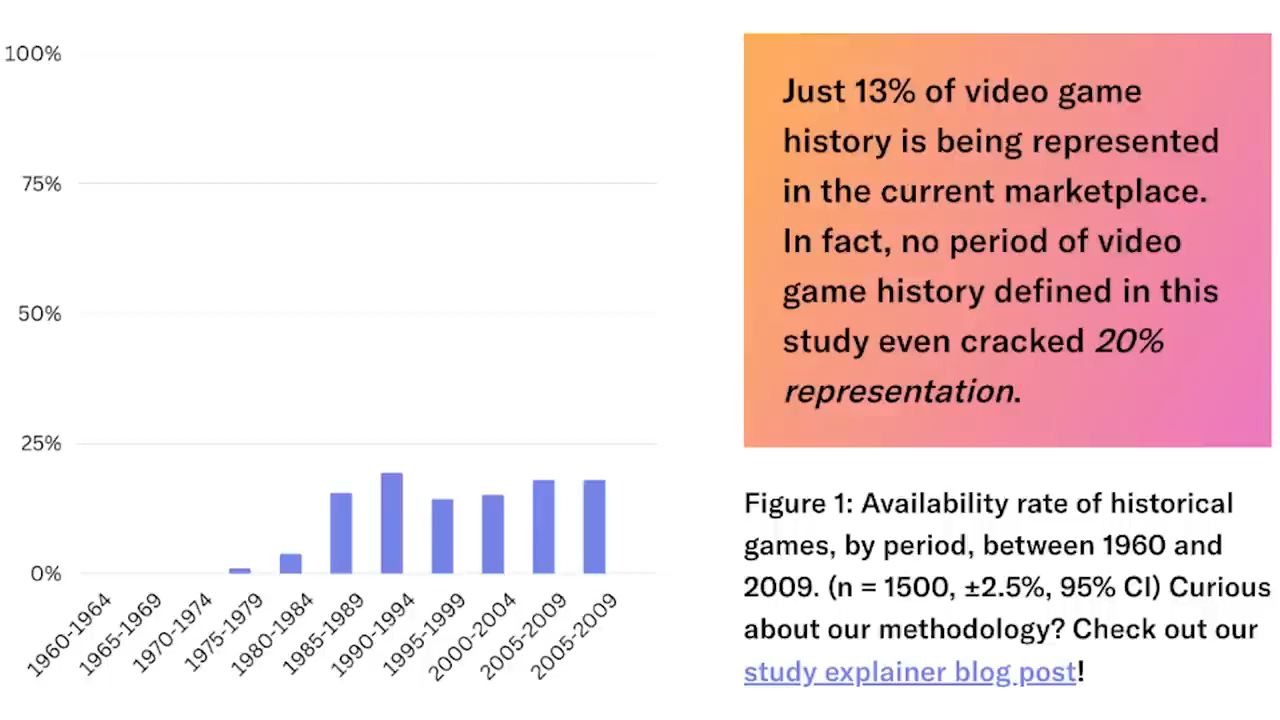 100%
75%
50%
25%
0%
1960-1964
1965-1969
1970-1974
1975-1979
1980-1984
1985-1989
1990-1994
1995-1999
2000-2004
2005-2009
2005-2009
Just 13% of video game
history is being represented
in the current marketplace.
In fact, no period of video
game history defined in this
study even cracked 20%
representation.
Figure 1: Availability rate of historical
games, by period, between 1960 and
2009. (n = 1500, ±2.5%, 95% CI) Curious
about our methodology? Check out our
study explainer blog post!